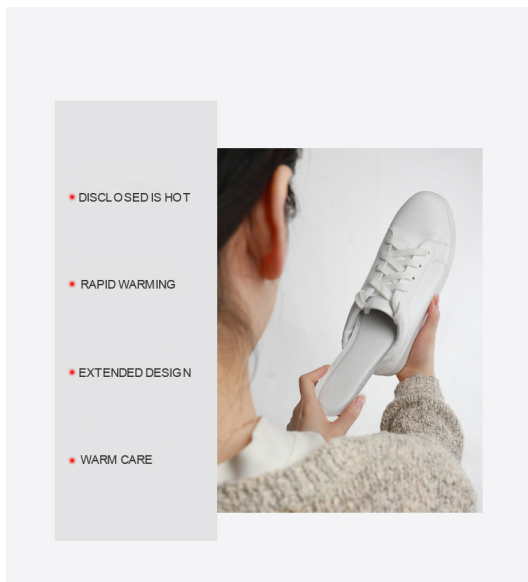 DISCLOSED IS HOT
RAPID WARMING
EXTENDED DESIGN
WARM CARE